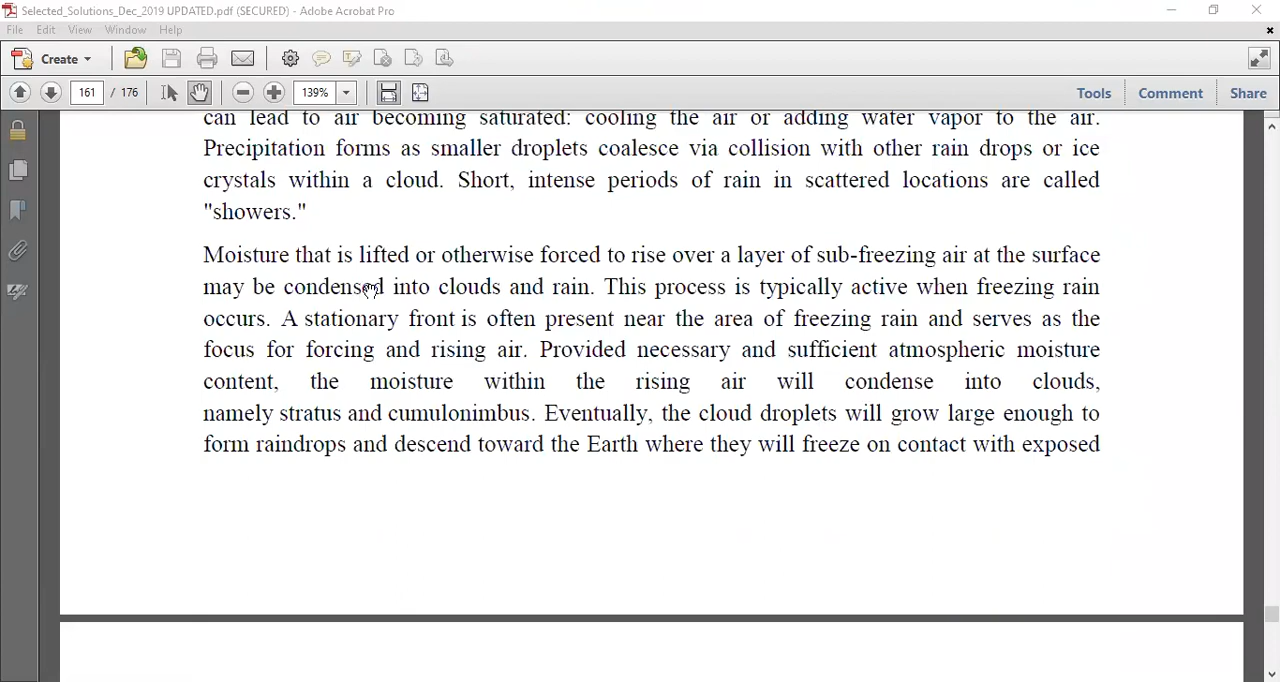 Selected_Solutions_Dec_2019 UPDATED.pdf (SECURED) - Adobe Acrobat Pro
File Edit View Window Help
Create
161 / 176 139% Tools Comment Share
can lead to air becoming saturated: cooling the air or adding water vapor to the air.
Precipitation forms as smaller droplets coalesce via collision with other rain drops or ice
crystals within a cloud. Short, intense periods of rain in scattered locations are called
"showers."
Moisture that is lifted or otherwise forced to rise over a layer of sub-freezing air at the surface
may be condensed into clouds and rain. This process is typically active when freezing rain
occurs. A stationary front is often present near the area of freezing rain and serves as the
focus for forcing and rising air. Provided necessary and sufficient atmospheric moisture
content, the moisture within the rising air will condense into clouds,
namely stratus and cumulonimbus. Eventually, the cloud droplets will grow large enough to
form raindrops and descend toward the Earth where they will freeze on contact with exposed